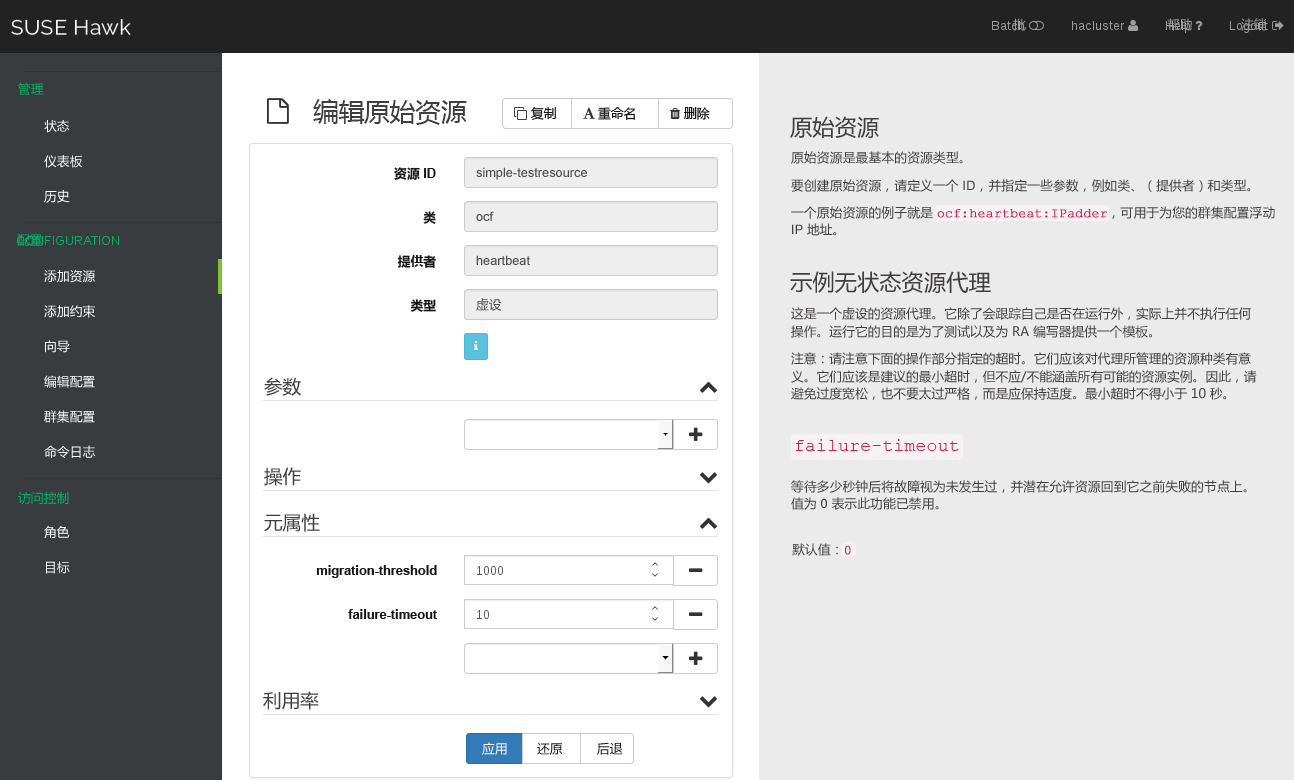 SUSE Hawk
Batch
hacluster
Help ?
Logout
管理
状态
仪表板
历史
CONFIGURATION
添加资源
添加约束
向导
编辑配置
群集配置
命令日志
访问控制
角色
目标
编辑原始资源
复制
A 重命名
删除
资源 ID
simple-testresource
类
ocf
提供者
heartbeat
类型
虚设
i
参数
操作
元属性
migration-threshold
1000
failure-timeout
10
利用率
应用
还原
后退
原始资源
原始资源是最基本的资源类型。
要创建原始资源，请定义一个 ID，并指定一些参数，例如类、（提供者）和类型。
一个原始资源的例子就是 ocf:heartbeat:IPadder，可用于为您的群集配置浮动
IP 地址。
示例无状态资源代理
这是一个虚设的资源代理。它除了会跟踪自己是否在运行外，实际上并不执行任何
操作。运行它的目的是为了测试以及为 RA 编写器提供一个模板。
注意：请注意下面的操作部分指定的超时。它们应该对代理所管理的资源种类有意
义。它们应该是建议的最小超时，但不应/不能涵盖所有可能的资源实例。因此，请
避免过度宽松，也不要太过严格，而是应保持适度。最小超时不得小于 10 秒。
failure-timeout
等待多少秒钟后将故障视为未发生过，并潜在允许资源回到它之前失败的节点上。
值为 0 表示此功能已禁用。
默认值：0